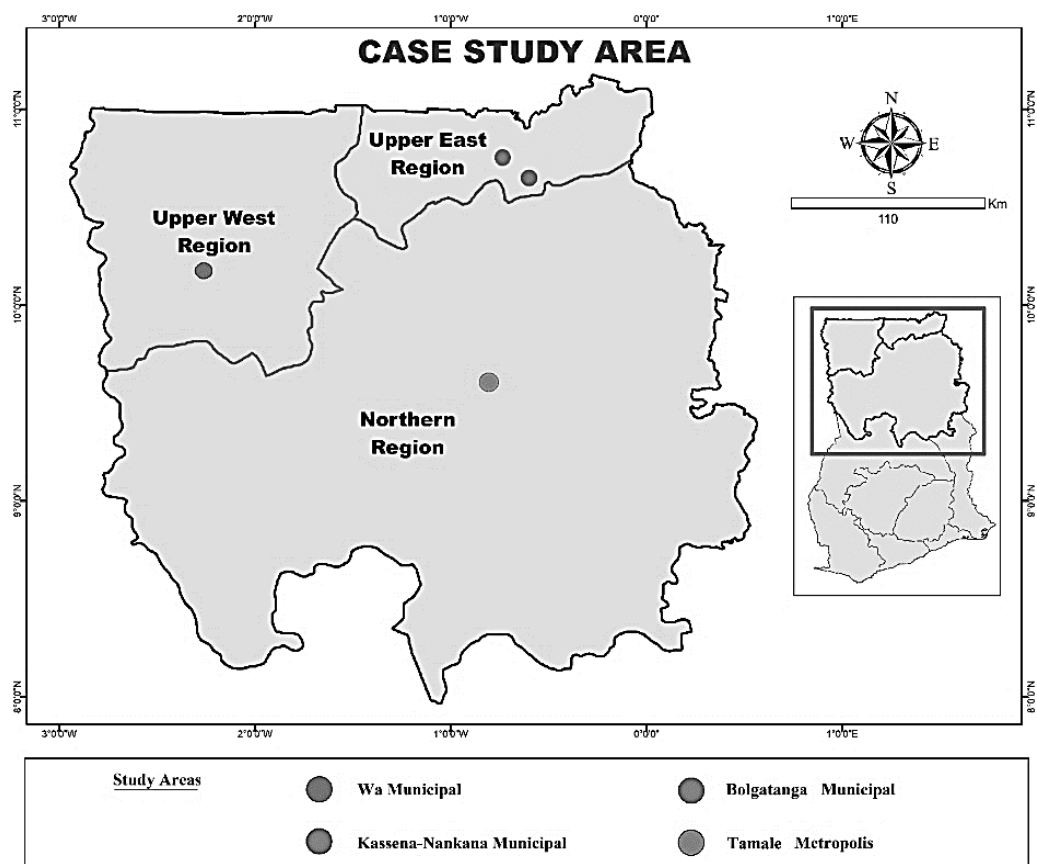 3°0'0"W 2°0'0"W 1°0'0"W 0°0'0" 1°0'0"E
CASE STUDY AREA
11°0'0"N
11°0'0"N
N
W E
S
Upper East
Region
Km
110
Upper West
Region
10°0'0"N
10°0'0"N
Northern
Region
9°0'0"N
9°0'0"N
8°0'0"N
8°0'0"N
3°0'0"W 2°0'0"W 1°0'0"W 0°0'0" 1°0'0"E
Study Areas
Wa Municipal
Bolgatanga Municipal
Kassena-Nankana Municipal
Tamale Metropolis